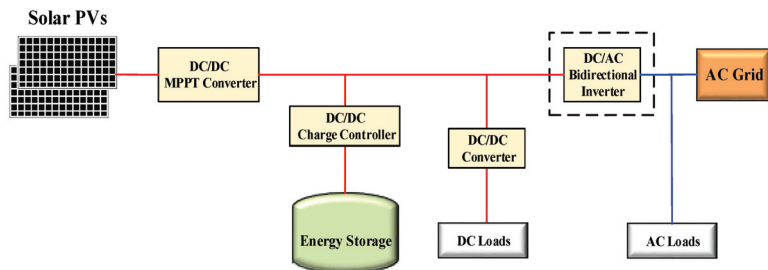 Solar PVs
DC/DC
MPPT Converter
DC/AC
Bidirectional
Inverter
AC Grid
DC/DC
Charge Controller
DC/DC
Converter
Energy Storage
DC Loads
AC Loads